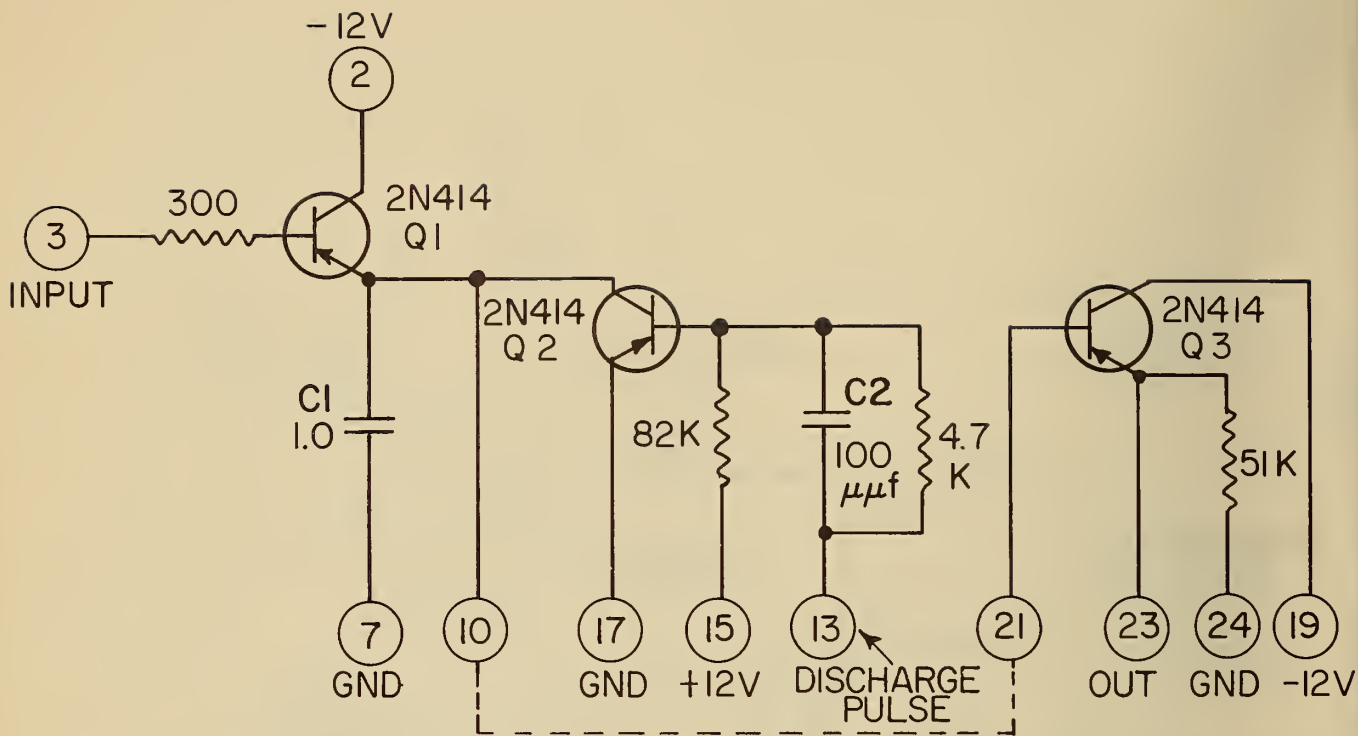 -12V
2
300
2N414
Q1
3
INPUT
2N414
Q2
2N414
Q3
C1
1.0
82K
C2
100
μμf
4.7
K
51K
7
10
17
15
13
21
23
24
19
GND
GND
+12V
DISCHARGE
PULSE
OUT
GND
-12V